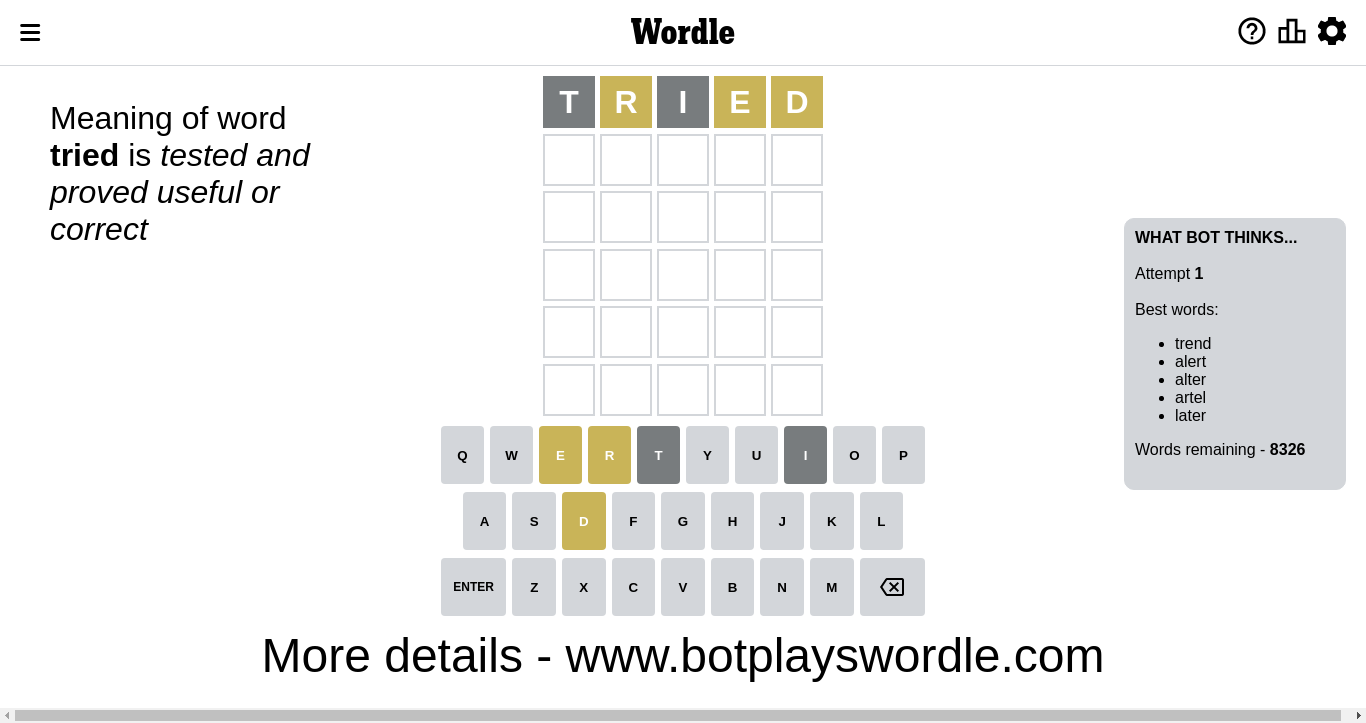 Wordle
Meaning of word
tried is tested and
proved useful or
correct
T R I E D
WHAT BOT THINKS...
Attempt 1
Best words:
• trend
• alert
• alter
• artel
• later
Words remaining - 8326
Q W E R T Y U I O P
A S D F G H J K L
ENTER Z X C V B N M
More details - www.botplayswordle.com